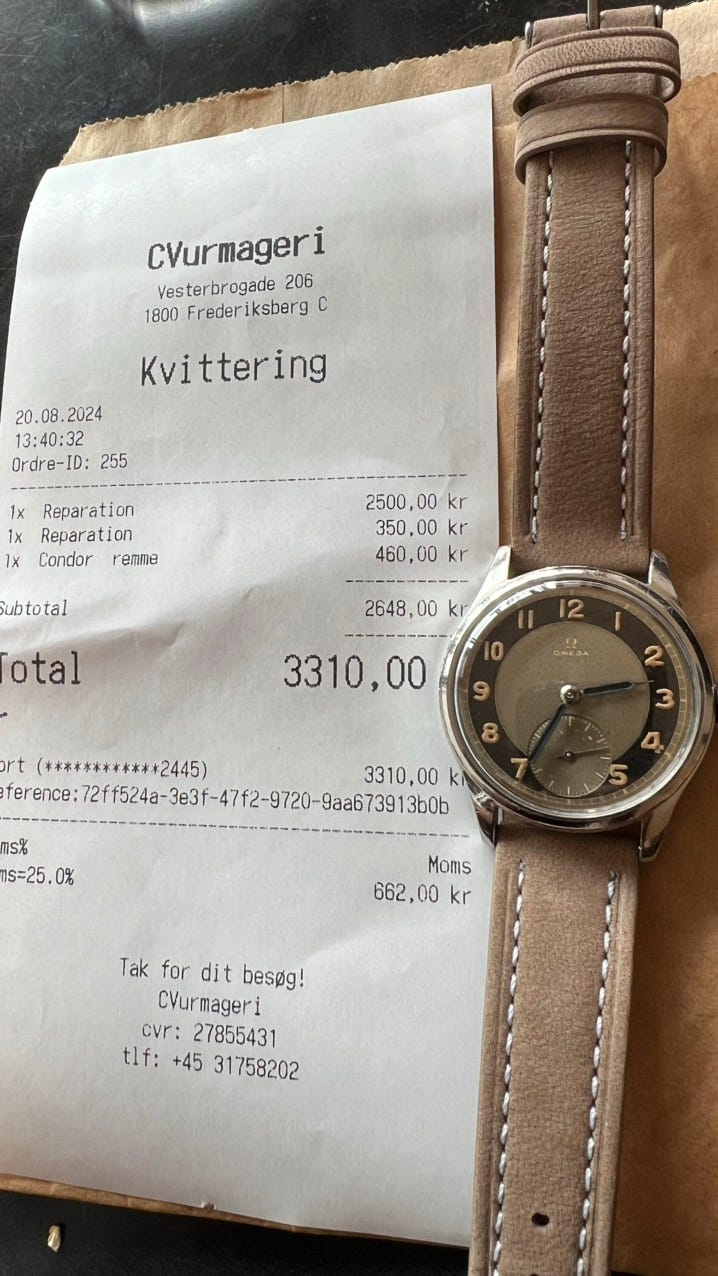 CVurmageri
Vesterbrogade 206
1800 Frederiksberg C
Kvittering
20.08.2024
13:40:32
Ordre-ID: 255
1x Reparation 2500,00 kr
1x Reparation 350,00 kr
1x Condor remme 460,00 kr
Subtotal 2648,00 kr
Total 3310,00
ort (************2445) 3310,00 kr
eference:72ff524a-3e3f-47f2-9720-9aa673913b0b
ms% Moms
ms=25.0% 662,00 kr
Tak for dit besøg!
CVurmageri
cvr: 27855431
tlf: +45 31758202
Ω
OMEGA
12
1
2
3
4
5
7
8
9
10
11